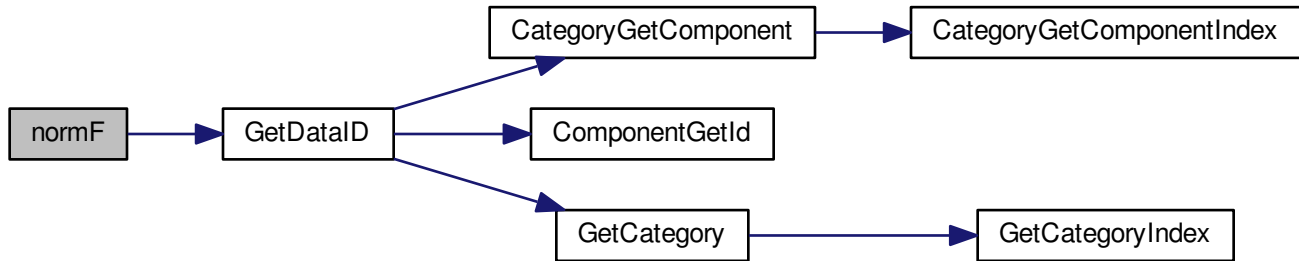 CategoryGetComponent
CategoryGetComponentIndex
normF
GetDataID
ComponentGetId
GetCategory
GetCategoryIndex